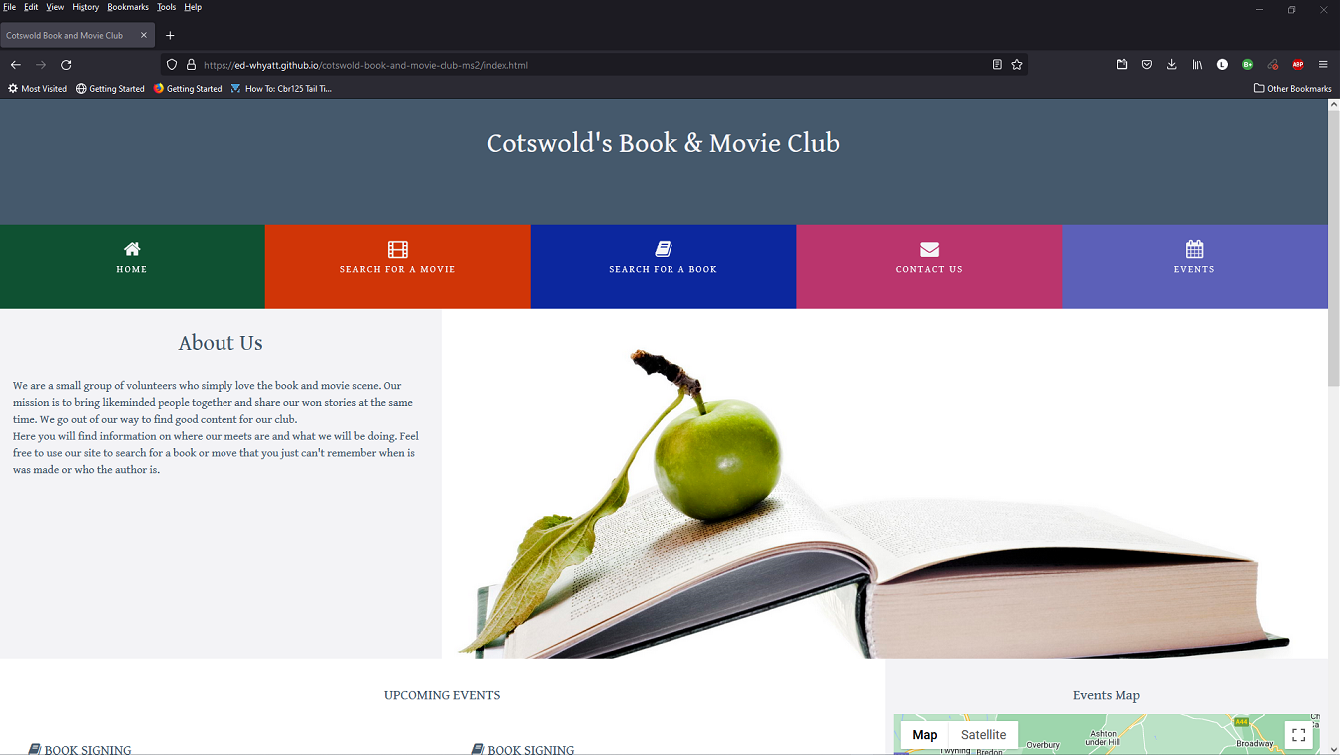 File Edit View History Bookmarks Tools Help
Cotswold Book and Movie Club
https://ed-whyatt.github.io/cotswold-book-and-movie-club-ms2/index.html
L
B+
ABP
Most Visited Getting Started Getting Started How To: Cbr125 Tail Ti... Other Bookmarks
Cotswold's Book & Movie Club
HOME SEARCH FOR A MOVIE SEARCH FOR A BOOK CONTACT US EVENTS
About Us
We are a small group of volunteers who simply love the book and movie scene. Our
mission is to bring likeminded people together and share our won stories at the same
time. We go out of our way to find good content for our club.
Here you will find information on where our meets are and what we will be doing. Feel
free to use our site to search for a book or move that you just can't remember when is
was made or who the author is.
UPCOMING EVENTS
Events Map
BOOK SIGNING BOOK SIGNING
Map Satellite
A44
Ashton
under Hill
Overbury
Twyning
Bredon
Broadway